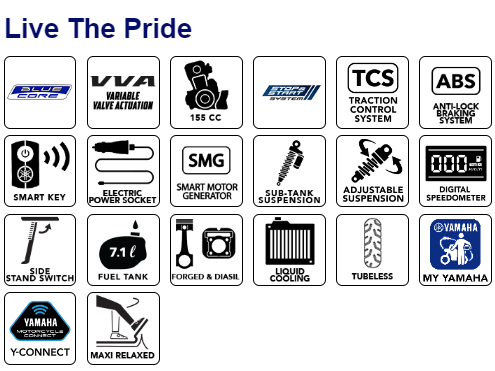 Live The Pride
BLUE
CORE
VVA
VARIABLE
VALVE ACTUATION
155 CC
STOP &
START
SYSTEM
TCS
TRACTION
CONTROL
SYSTEM
ABS
ANTI-LOCK
BRAKING
SYSTEM
SMART KEY
ELECTRIC
POWER SOCKET
SMG
SMART MOTOR
GENERATOR
SUB-TANK
SUSPENSION
ADJUSTABLE
SUSPENSION
000
DIGITAL
SPEEDOMETER
SIDE
STAND SWITCH
7.1 ℓ
FUEL TANK
FORGED & DIASIL
LIQUID
COOLING
TUBELESS
YAMAHA
MY YAMAHA
YAMAHA
MOTORCYCLE
CONNECT
Y-CONNECT
MAXI RELAXED